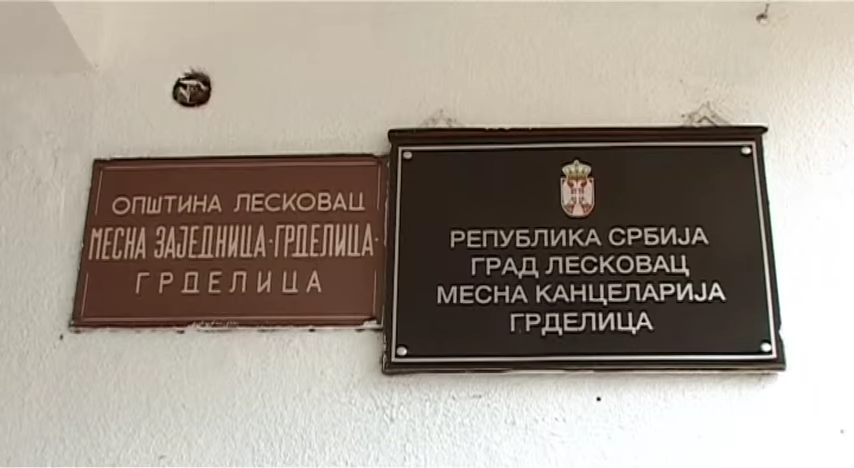 ОПШТИНА ЛЕСКОВАЦ
МЕСНА ЗАЈЕДНИЦА·ГРДЕЛИЦА·
ГРДЕЛИЦА
РЕПУБЛИКА СРБИЈА
ГРАД ЛЕСКОВАЦ
МЕСНА КАНЦЕЛАРИЈА
ГРДЕЛИЦА